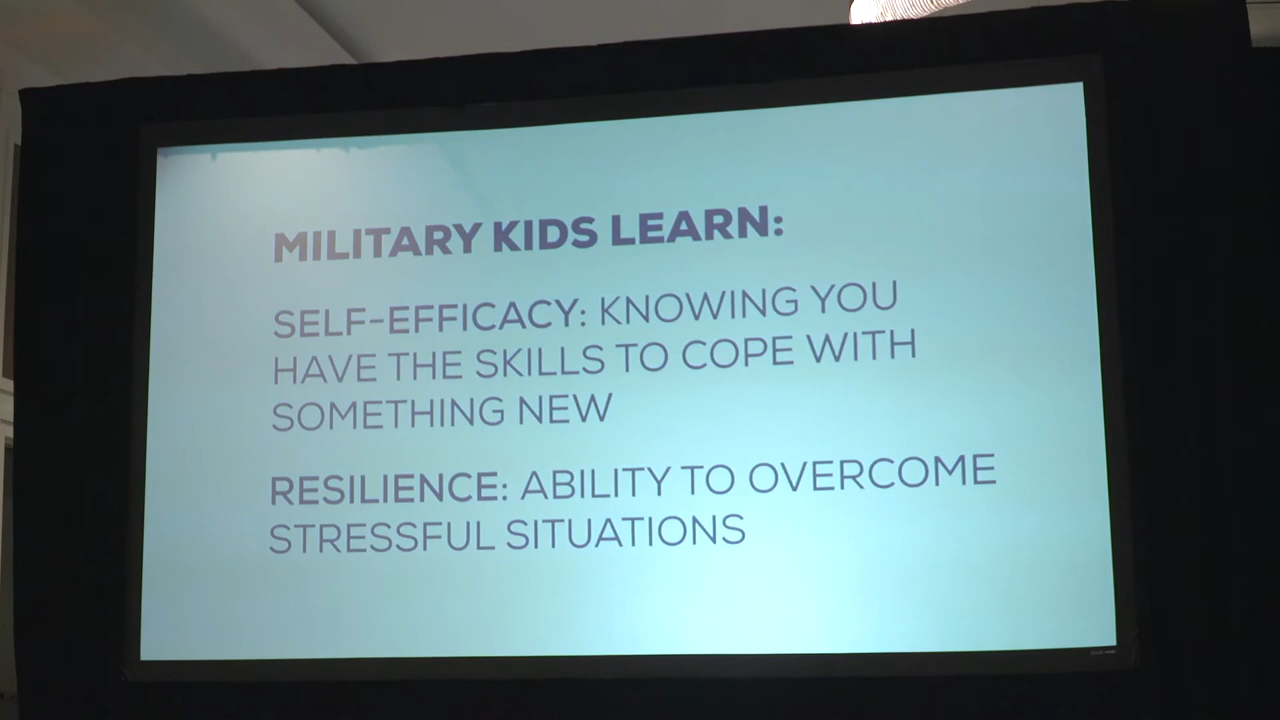 MILITARY KIDS LEARN:
SELF-EFFICACY: KNOWING YOU
HAVE THE SKILLS TO COPE WITH
SOMETHING NEW
RESILIENCE: ABILITY TO OVERCOME
STRESSFUL SITUATIONS